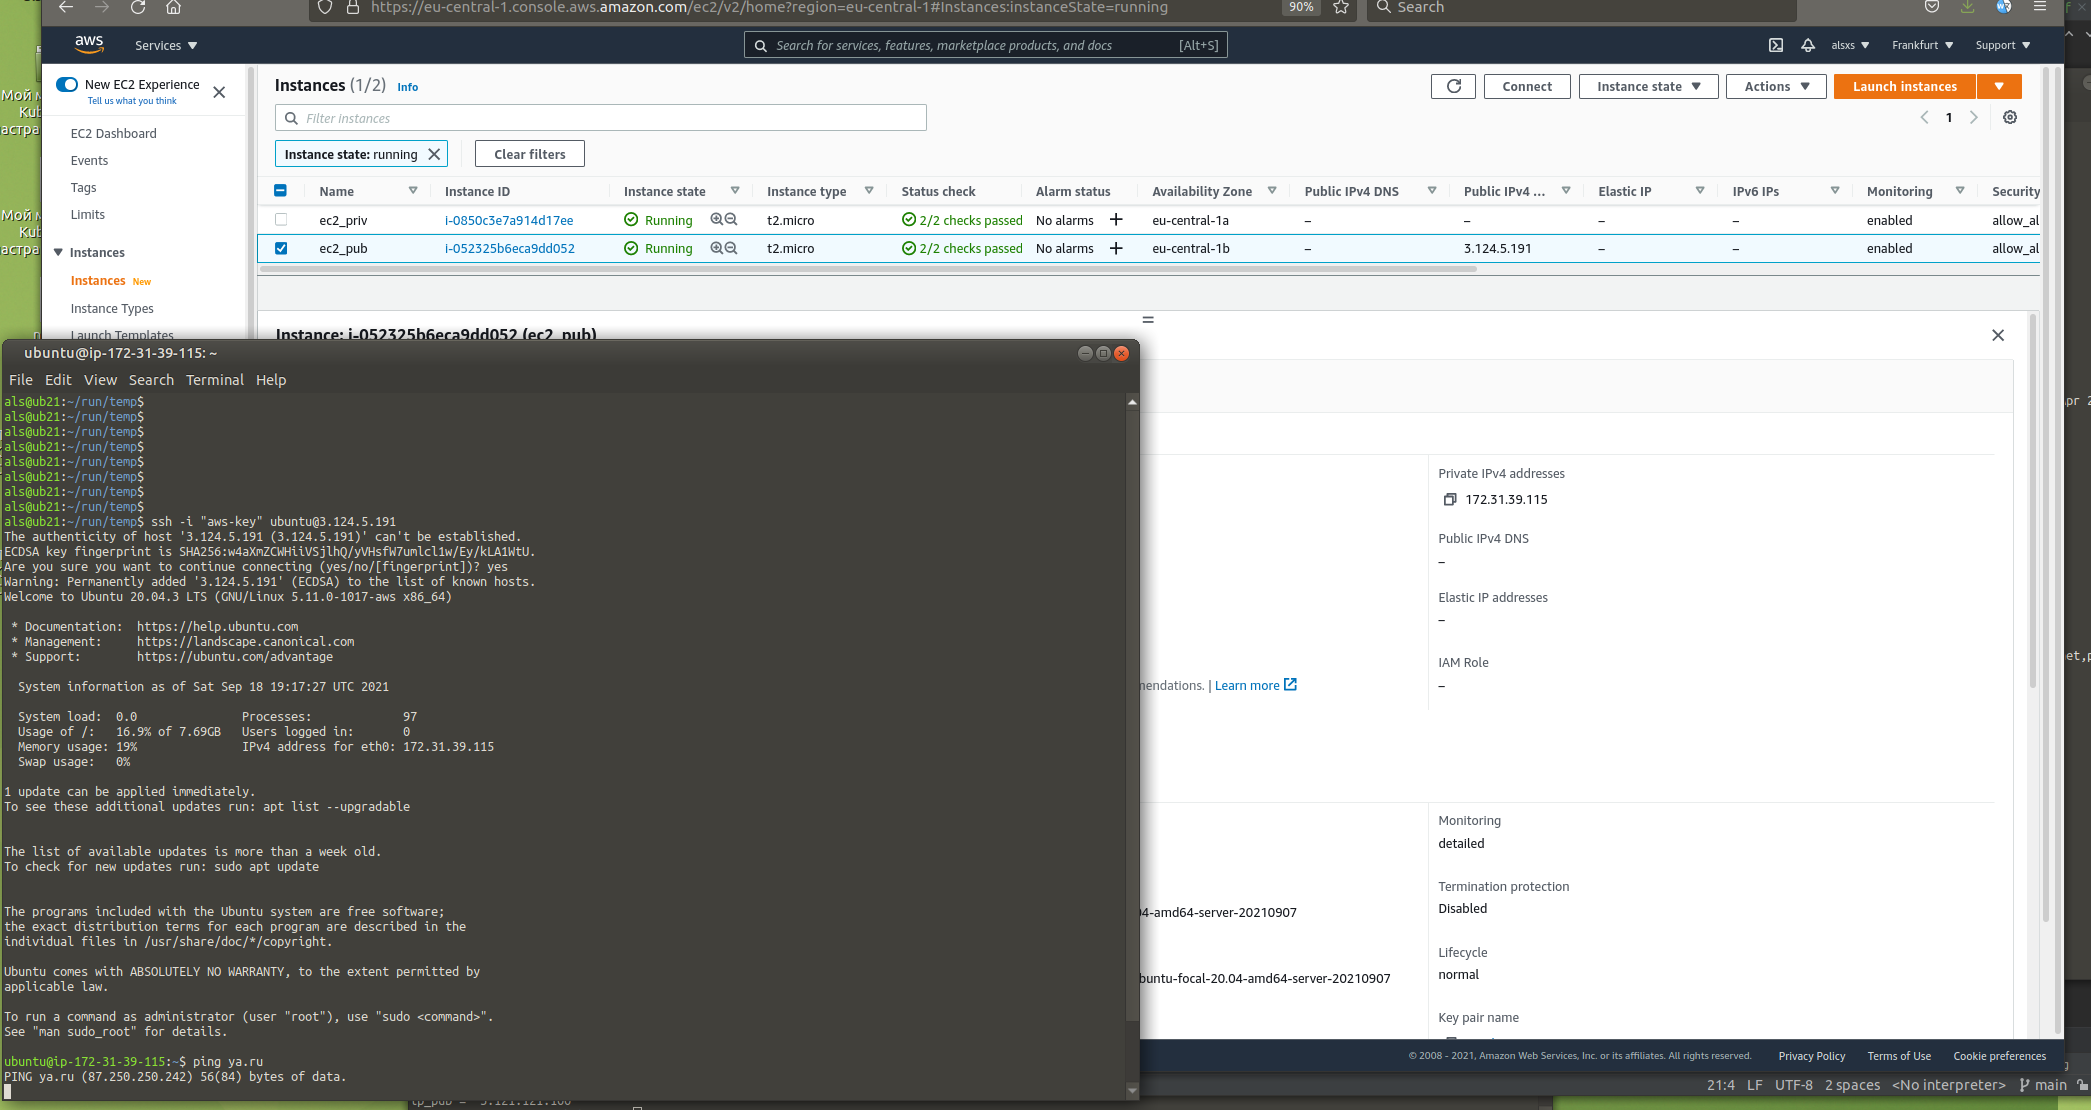 https://eu-central-1.console.aws.amazon.com/ec2/v2/home?region=eu-central-1#Instances:instanceState=running
90%
Search
aws
Services
Search for services, features, marketplace products, and docs
[Alt+S]
alsxs
Frankfurt
Support
New EC2 Experience
Tell us what you think
EC2 Dashboard
Events
Tags
Limits
Instances
Instances New
Instance Types
Launch Templates
Instances (1/2) Info
Connect
Instance state
Actions
Launch instances
Filter instances
1
Instance state: running
Clear filters
Name Instance ID Instance state Instance type Status check Alarm status Availability Zone Public IPv4 DNS Public IPv4 ... Elastic IP IPv6 IPs Monitoring Security
ec2_priv i-0850c3e7a914d17ee Running t2.micro 2/2 checks passed No alarms + eu-central-1a – – – – enabled allow_al
ec2_pub i-052325b6eca9dd052 Running t2.micro 2/2 checks passed No alarms + eu-central-1b – 3.124.5.191 – – enabled allow_al
Instance: i-052325b6eca9dd052 (ec2_pub)
Private IPv4 addresses
172.31.39.115
Public IPv4 DNS
–
Elastic IP addresses
–
IAM Role
–
mendations. | Learn more
Monitoring
detailed
Termination protection
Disabled
04-amd64-server-20210907
Lifecycle
normal
ubuntu-focal-20.04-amd64-server-20210907
Key pair name
© 2008 - 2021, Amazon Web Services, Inc. or its affiliates. All rights reserved.
Privacy Policy
Terms of Use
Cookie preferences
21:4 LF UTF-8 2 spaces <No interpreter> main
ubuntu@ip-172-31-39-115: ~
File Edit View Search Terminal Help
als@ub21:~/run/temp$
als@ub21:~/run/temp$
als@ub21:~/run/temp$
als@ub21:~/run/temp$
als@ub21:~/run/temp$
als@ub21:~/run/temp$
als@ub21:~/run/temp$
als@ub21:~/run/temp$
als@ub21:~/run/temp$ ssh -i "aws-key" ubuntu@3.124.5.191
The authenticity of host '3.124.5.191 (3.124.5.191)' can't be established.
ECDSA key fingerprint is SHA256:w4aXmZCWHiiVSjlhQ/yVHsfW7umlcl1w/Ey/kLA1WtU.
Are you sure you want to continue connecting (yes/no/[fingerprint])? yes
Warning: Permanently added '3.124.5.191' (ECDSA) to the list of known hosts.
Welcome to Ubuntu 20.04.3 LTS (GNU/Linux 5.11.0-1017-aws x86_64)
* Documentation: https://help.ubuntu.com
* Management: https://landscape.canonical.com
* Support: https://ubuntu.com/advantage
System information as of Sat Sep 18 19:17:27 UTC 2021
System load: 0.0 Processes: 97
Usage of /: 16.9% of 7.69GB Users logged in: 0
Memory usage: 19% IPv4 address for eth0: 172.31.39.115
Swap usage: 0%
1 update can be applied immediately.
To see these additional updates run: apt list --upgradable
The list of available updates is more than a week old.
To check for new updates run: sudo apt update
The programs included with the Ubuntu system are free software;
the exact distribution terms for each program are described in the
individual files in /usr/share/doc/*/copyright.
Ubuntu comes with ABSOLUTELY NO WARRANTY, to the extent permitted by
applicable law.
To run a command as administrator (user "root"), use "sudo <command>".
See "man sudo_root" for details.
ubuntu@ip-172-31-39-115:~$ ping ya.ru
PING ya.ru (87.250.250.242) 56(84) bytes of data.